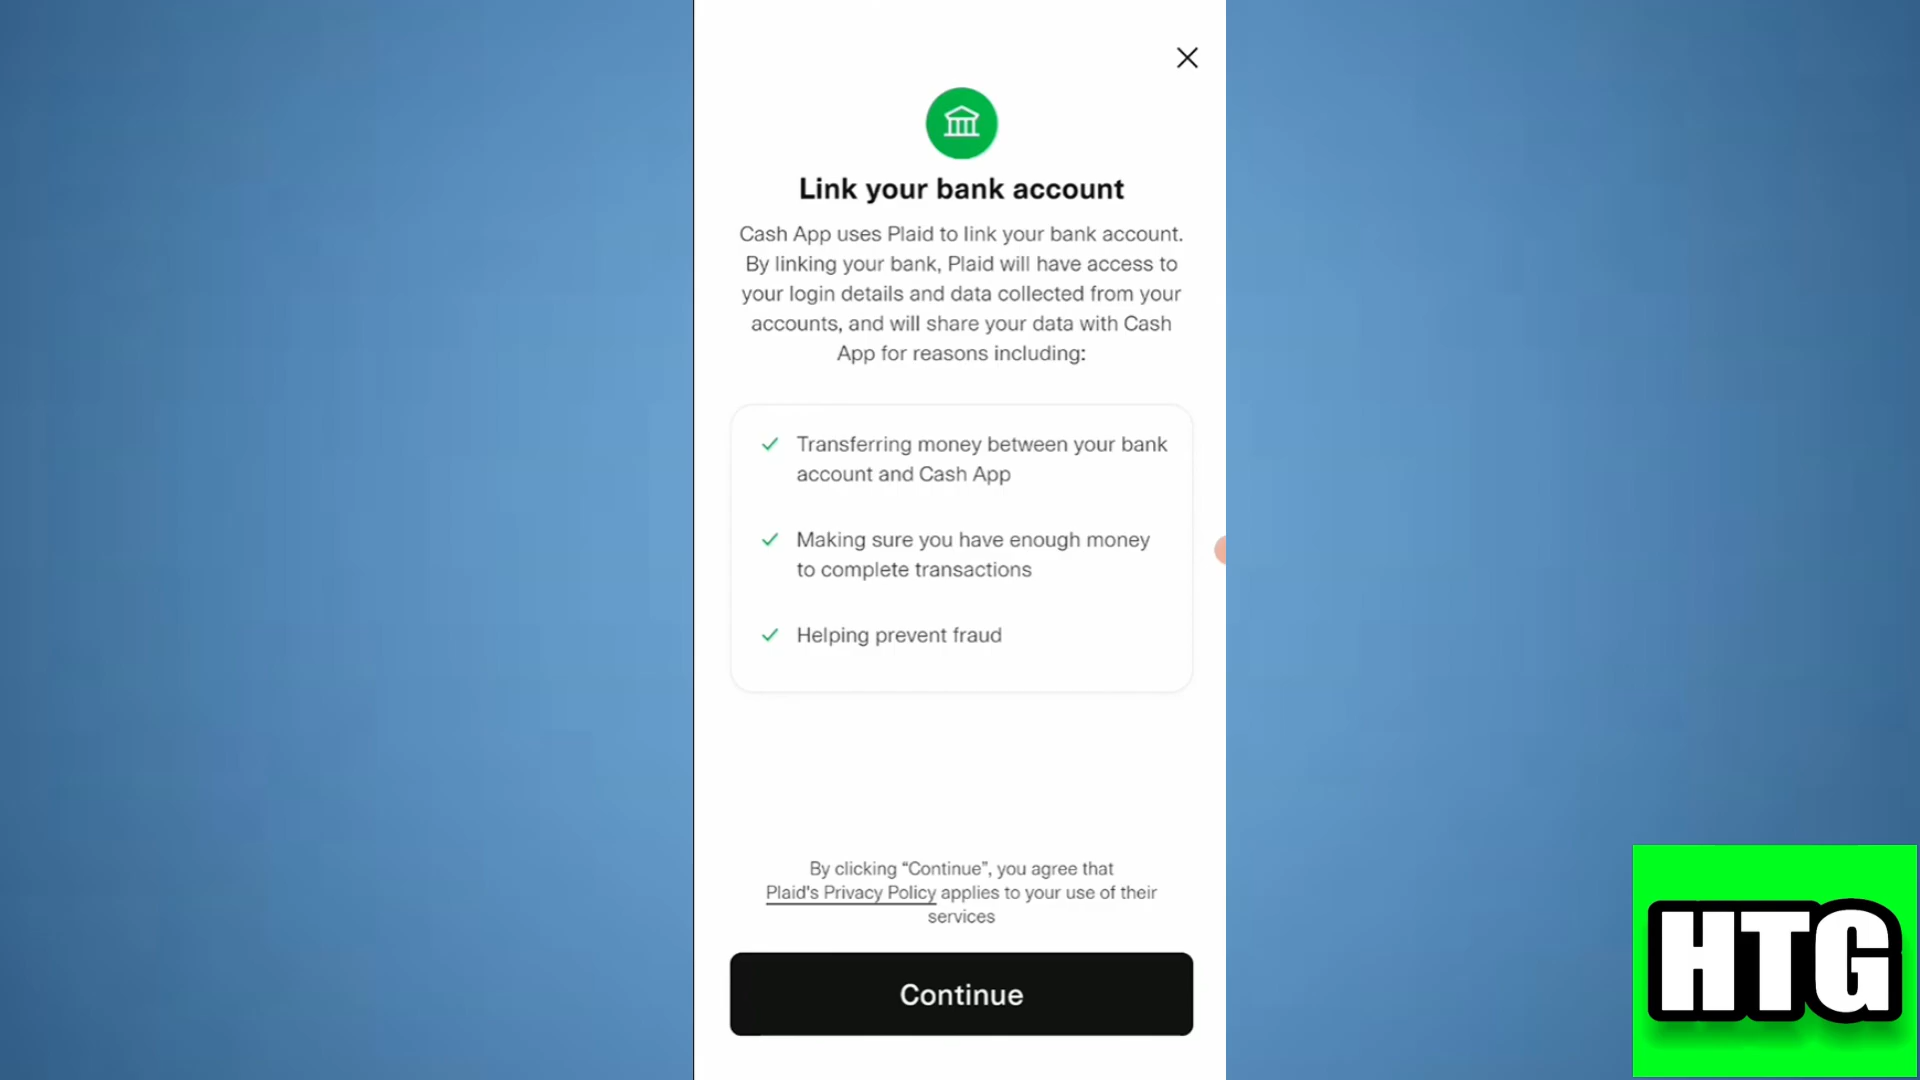 Link your bank account
Cash App uses Plaid to link your bank account.
By linking your bank, Plaid will have access to
your login details and data collected from your
accounts, and will share your data with Cash
App for reasons including:
Transferring money between your bank
account and Cash App
Making sure you have enough money
to complete transactions
Helping prevent fraud
By clicking “Continue”, you agree that
Plaid's Privacy Policy applies to your use of their
services
Continue
HTG